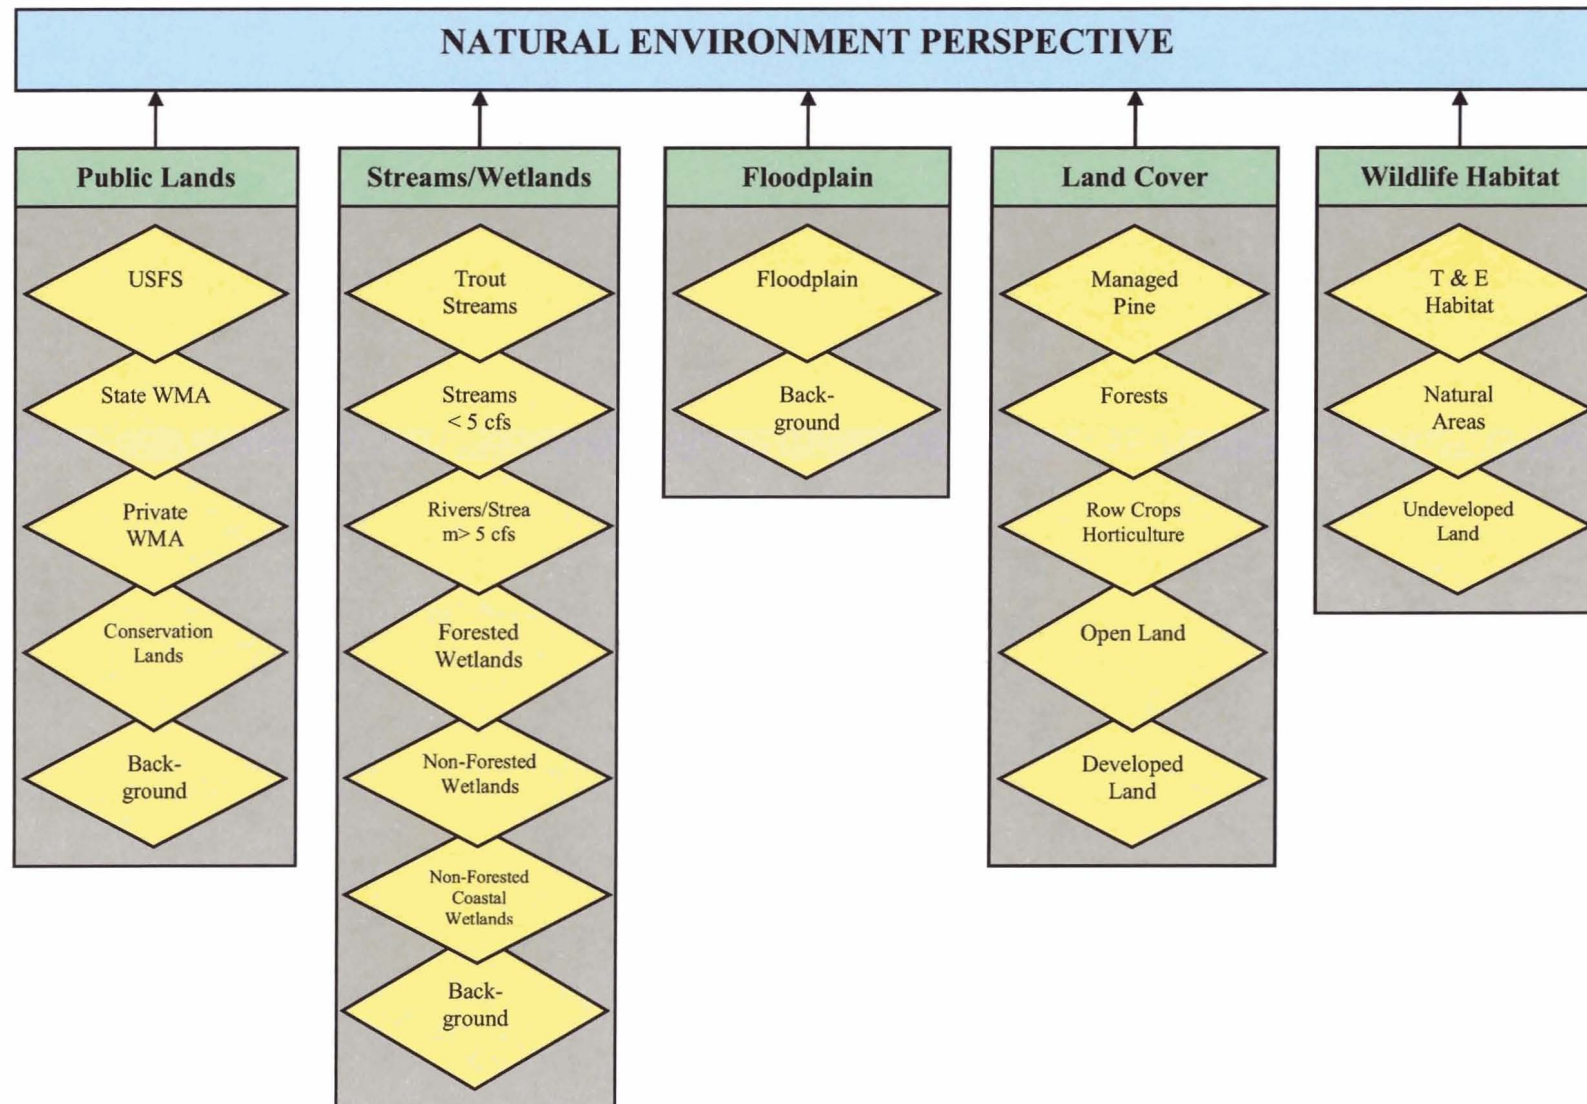 NATURAL ENVIRONMENT PERSPECTIVE
Public Lands
USFS
State WMA
Private
WMA
Conservation
Lands
Back-
ground
Streams/Wetlands
Trout
Streams
Streams
< 5 cfs
Rivers/Strea
m> 5 cfs
Forested
Wetlands
Non-Forested
Wetlands
Non-Forested
Coastal
Wetlands
Back-
ground
Floodplain
Floodplain
Back-
ground
Land Cover
Managed
Pine
Forests
Row Crops
Horticulture
Open Land
Developed
Land
Wildlife Habitat
T & E
Habitat
Natural
Areas
Undeveloped
Land